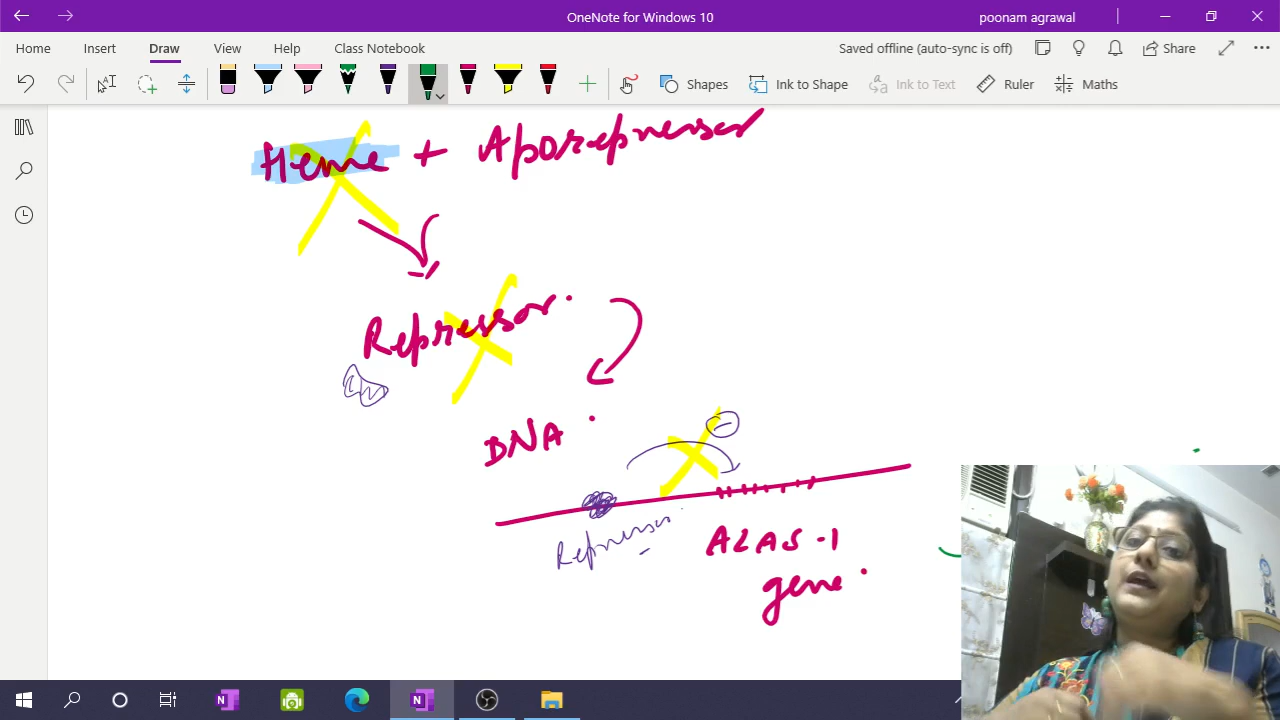 OneNote for Windows 10
poonam agrawal
Home Insert Draw View Help Class Notebook
Saved offline (auto-sync is off) Share
Shapes Ink to Shape Ink to Text Ruler Maths
Heme + Aporepressor
Repressor.
DNA
Represso
ALAS-1
gene